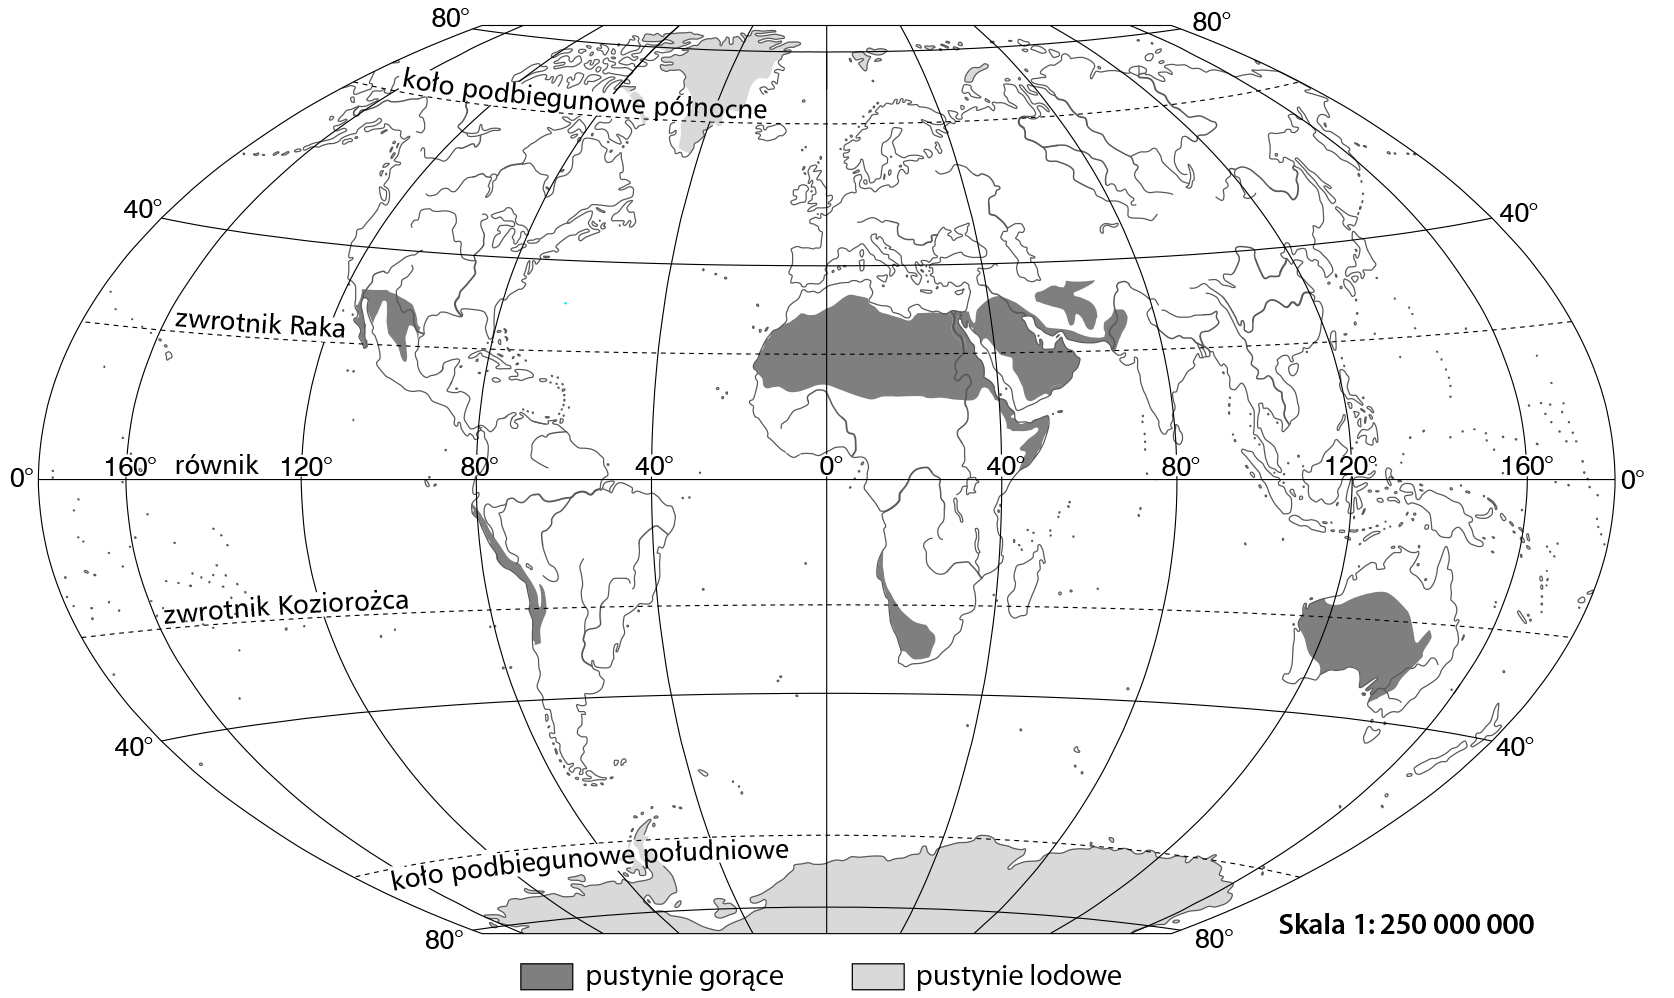 80°
80°
koło podbiegunowe północne
40°
40°
zwrotnik Raka
0°
160°
równik
120°
80°
40°
0°
40°
80°
120°
160°
0°
zwrotnik Koziorożca
40°
40°
koło podbiegunowe południowe
80°
80°
Skala 1: 250 000 000
pustynie gorące
pustynie lodowe